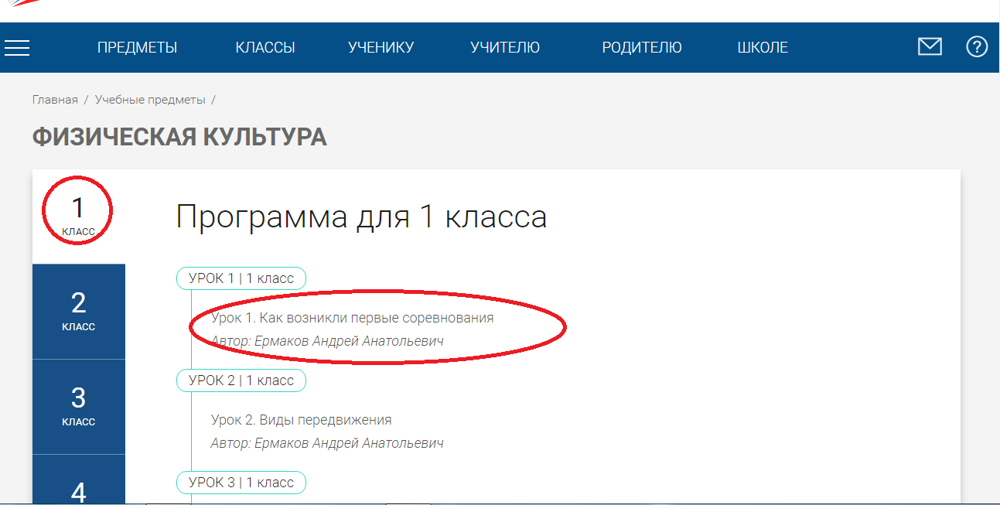 ПРЕДМЕТЫ КЛАССЫ УЧЕНИКУ УЧИТЕЛЮ РОДИТЕЛЮ ШКОЛЕ
Главная / Учебные предметы /
ФИЗИЧЕСКАЯ КУЛЬТУРА
1
КЛАСС
Программа для 1 класса
УРОК 1 | 1 класс
Урок 1. Как возникли первые соревнования
Автор: Ермаков Андрей Анатольевич
2
КЛАСС
УРОК 2 | 1 класс
3
КЛАСС
Урок 2. Виды передвижения
Автор: Ермаков Андрей Анатольевич
4
УРОК 3 | 1 класс